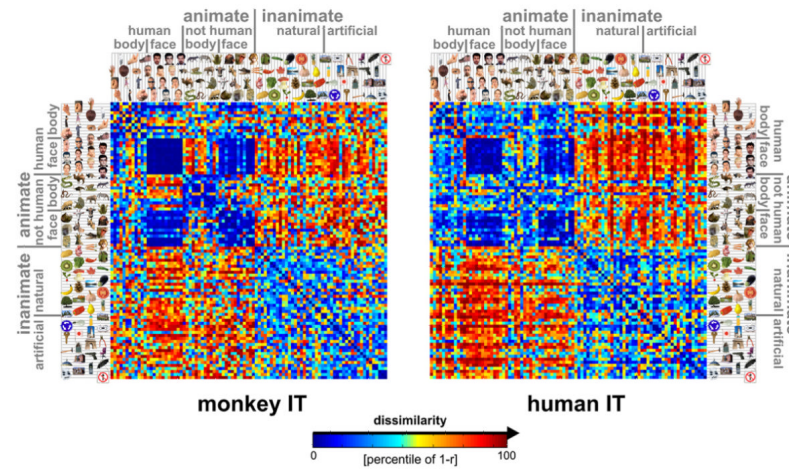 animate inanimate
human not human natural artificial
body face body face
animate inanimate
human not human natural artificial
body face body face
animate inanimate
human not human natural artificial
body face body face
human not human natural artificial
body face body face
monkey IT human IT
dissimilarity
0 [percentile of 1-r] 100